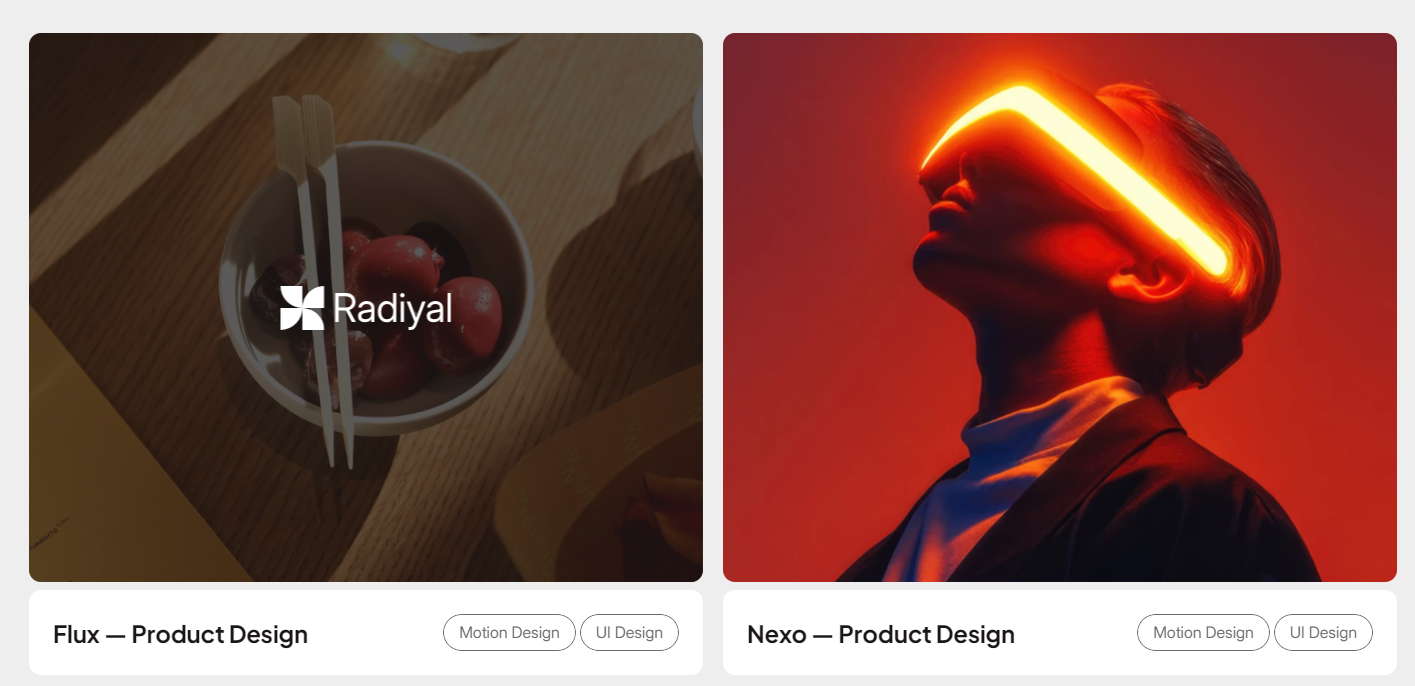 Radiyal
Flux — Product Design
Motion Design
UI Design
Nexo — Product Design
Motion Design
UI Design